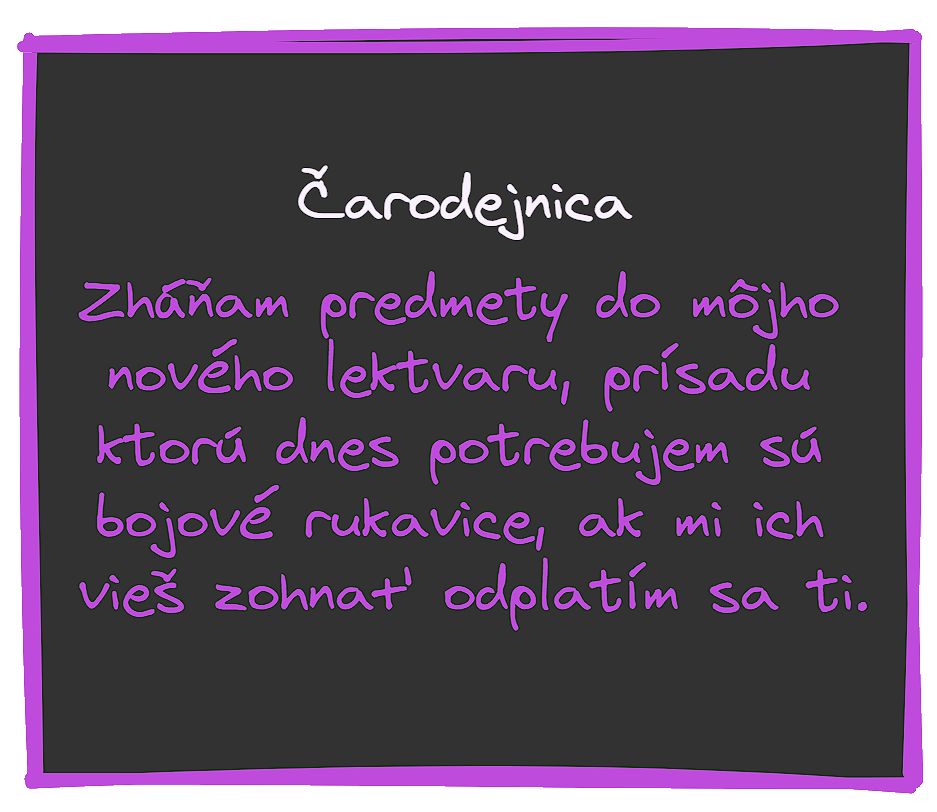 Čarodejnica
Zháňam predmety do môjho
nového lektvaru, prísadu
ktorú dnes potrebujem sú
bojové rukavice, ak mi ich
vieš zohnať odplatím sa ti.